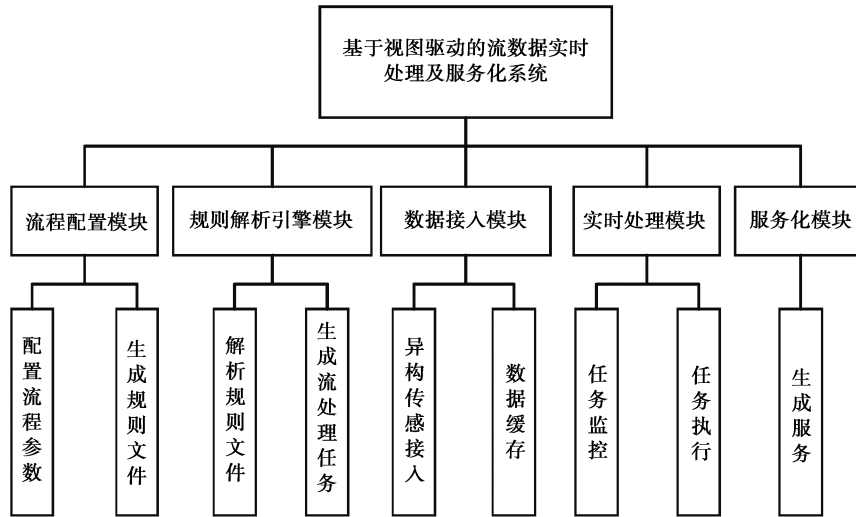 基于视图驱动的流数据实时
处理及服务化系统
流程配置模块
规则解析引擎模块
数据接入模块
实时处理模块
服务化模块
配置流程参数
生成规则文件
解析规则文件
生成流处理任务
异构传感接入
数据缓存
任务监控
任务执行
生成服务